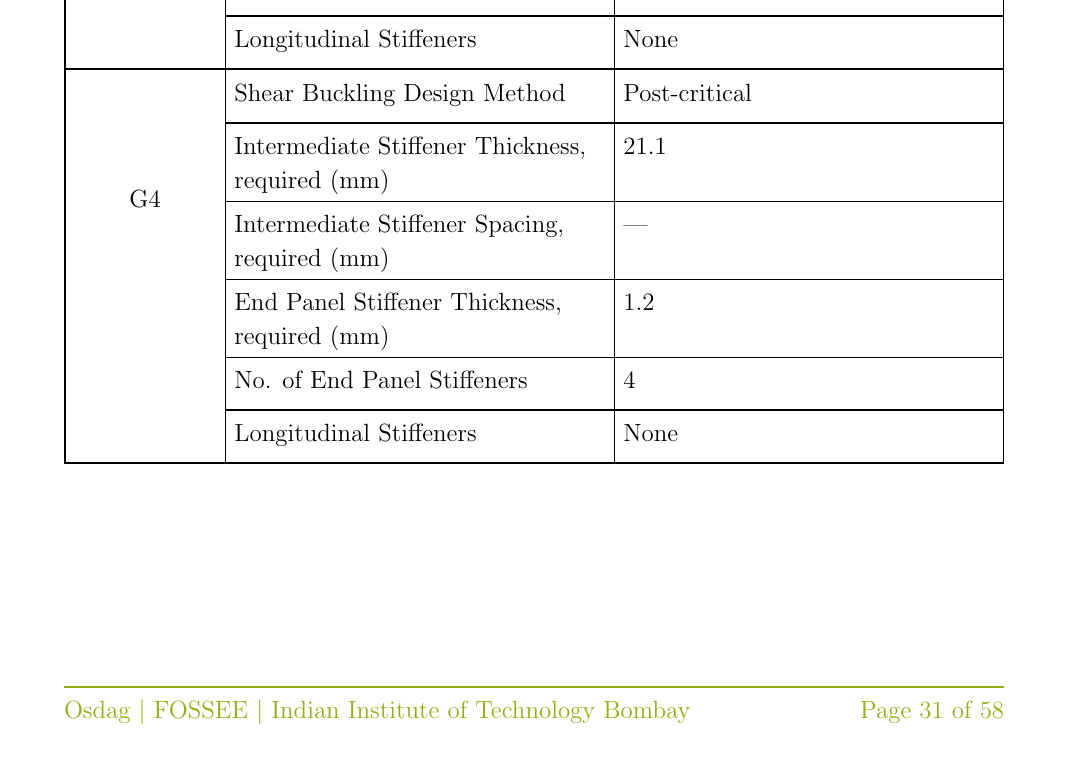 Longitudinal Stiffeners None
G4
Shear Buckling Design Method Post-critical
Intermediate Stiffener Thickness, 21.1
required (mm)
Intermediate Stiffener Spacing, —
required (mm)
End Panel Stiffener Thickness, 1.2
required (mm)
No. of End Panel Stiffeners 4
Longitudinal Stiffeners None
Osdag | FOSSEE | Indian Institute of Technology Bombay Page 31 of 58